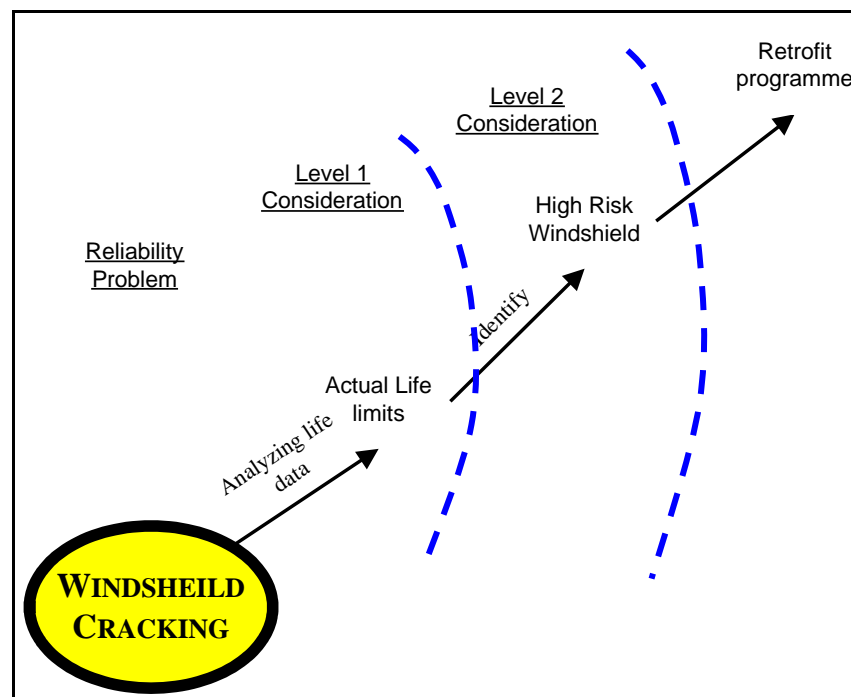 Retrofit
programme
Level 2
Consideration
Level 1
Consideration
High Risk
Windshield
Reliability
Problem
Identify
Actual Life
limits
Analyzing life
data
WINDSHEILD
CRACKING